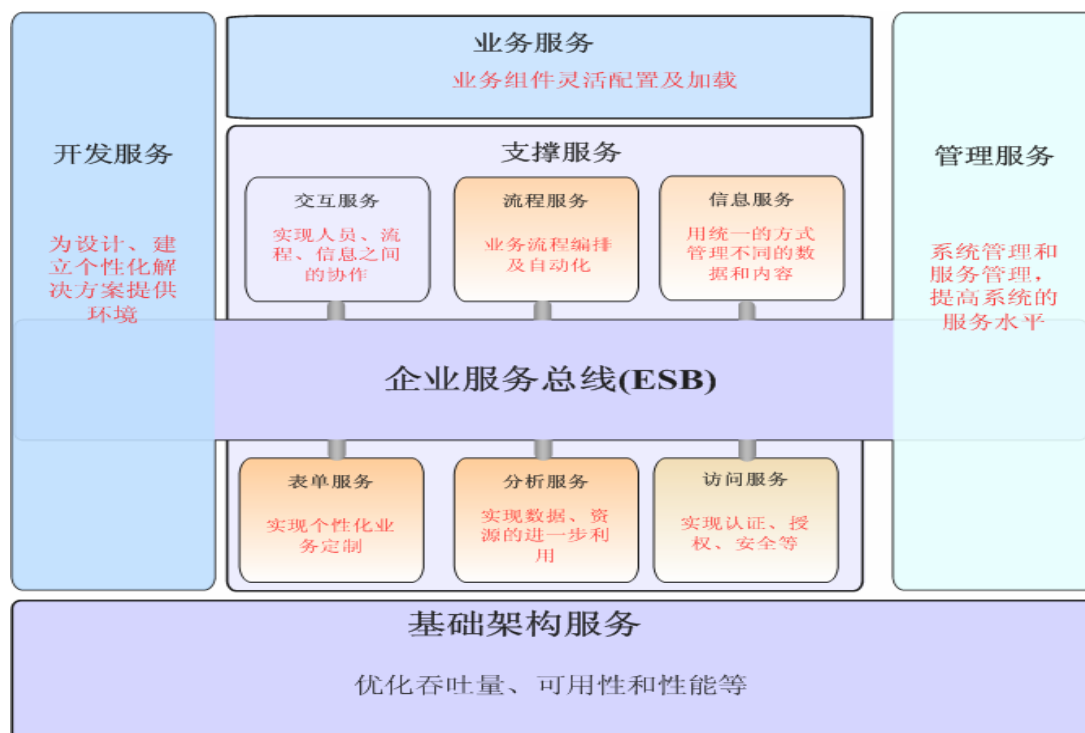 业务服务
业务组件灵活配置及加载
开发服务
为设计、建
立个性化解
决方案提供
环境
支撑服务
交互服务
实现人员、流
程、信息之间
的协作
流程服务
业务流程编排
及自动化
信息服务
用统一的方式
管理不同的数
据和内容
管理服务
系统管理和
服务管理，
提高系统的
服务水平
企业服务总线(ESB)
表单服务
实现个性化业
务定制
分析服务
实现数据、资
源的进一步利
用
访问服务
实现认证、授
权、安全等
基础架构服务
优化吞吐量、可用性和性能等